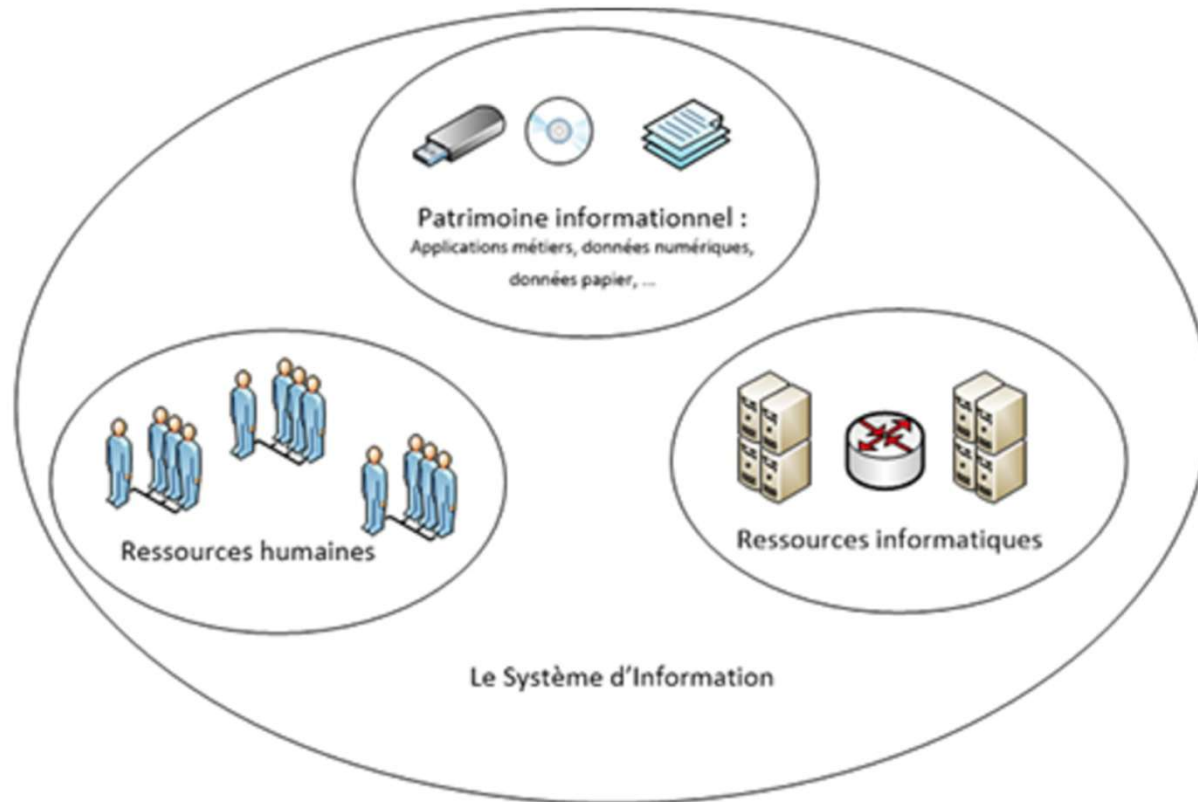 Patrimoine informationnel :
Applications métiers, données numériques,
données papier, ...
Ressources humaines
Ressources informatiques
Le Système d'Information